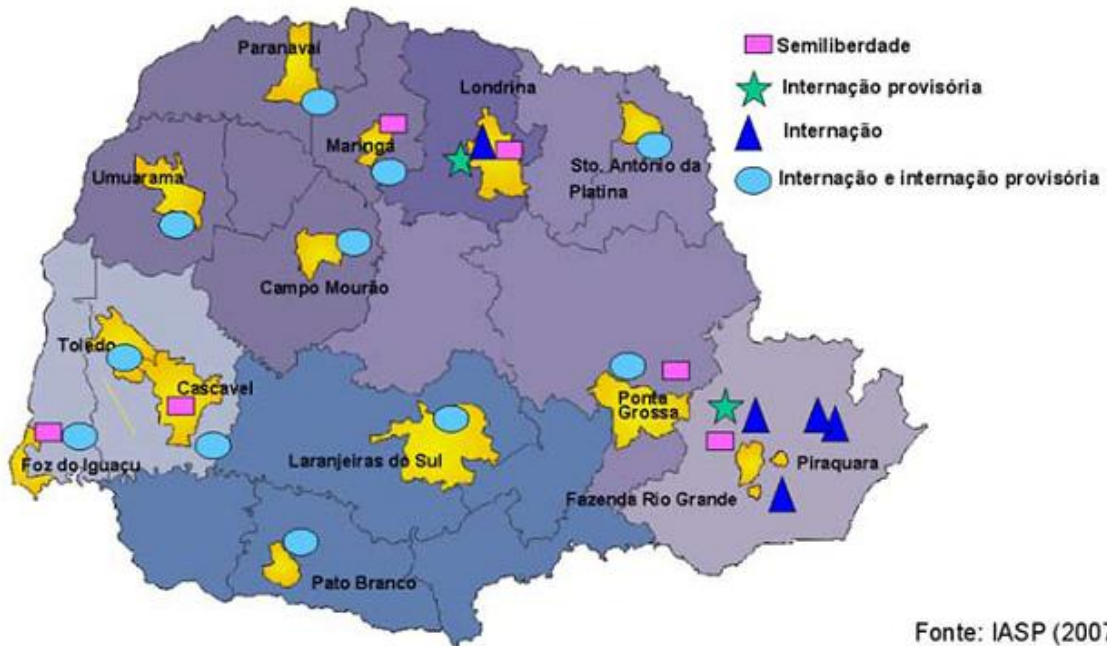 Paranavaí
Londrina
Maringá
Sto. Antônio da
Platina
Umuarama
Campo Mourão
Toledo
Cascavel
Ponta
Grossa
Foz do Iguaçu
Laranjeiras do Sul
Piraquara
Fazenda Rio Grande
Pato Branco
Semiliberdade
Internação provisória
Internação
Internação e internação provisória
Fonte: IASP (2007